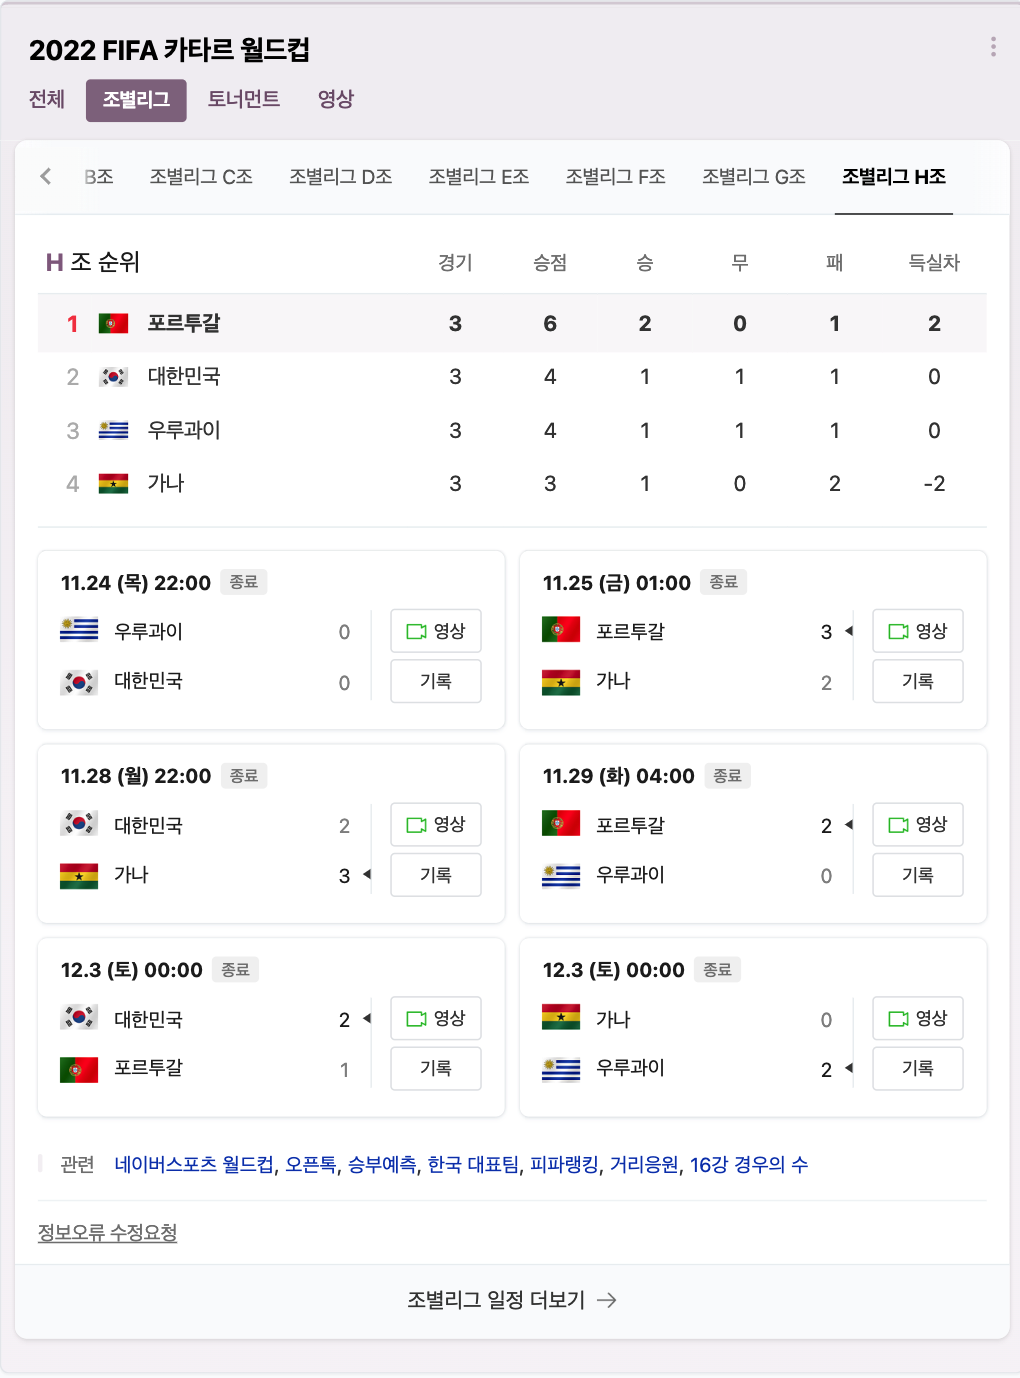 2022 FIFA 카타르 월드컵
전체 조별리그 토너먼트 영상
B조 조별리그 C조 조별리그 D조 조별리그 E조 조별리그 F조 조별리그 G조 조별리그 H조
H 조 순위 경기 승점 승 무 패 득실차
1 포르투갈 3 6 2 0 1 2
2 대한민국 3 4 1 1 1 0
3 우루과이 3 4 1 1 1 0
4 가나 3 3 1 0 2 -2
11.24 (목) 22:00 종료
우루과이 0 영상
대한민국 0 기록
11.25 (금) 01:00 종료
포르투갈 3 영상
가나 2 기록
11.28 (월) 22:00 종료
대한민국 2 영상
가나 3 기록
11.29 (화) 04:00 종료
포르투갈 2 영상
우루과이 0 기록
12.3 (토) 00:00 종료
대한민국 2 영상
포르투갈 1 기록
12.3 (토) 00:00 종료
가나 0 영상
우루과이 2 기록
관련 네이버스포츠 월드컵, 오픈톡, 승부예측, 한국 대표팀, 피파랭킹, 거리응원, 16강 경우의 수
정보오류 수정요청
조별리그 일정 더보기 →